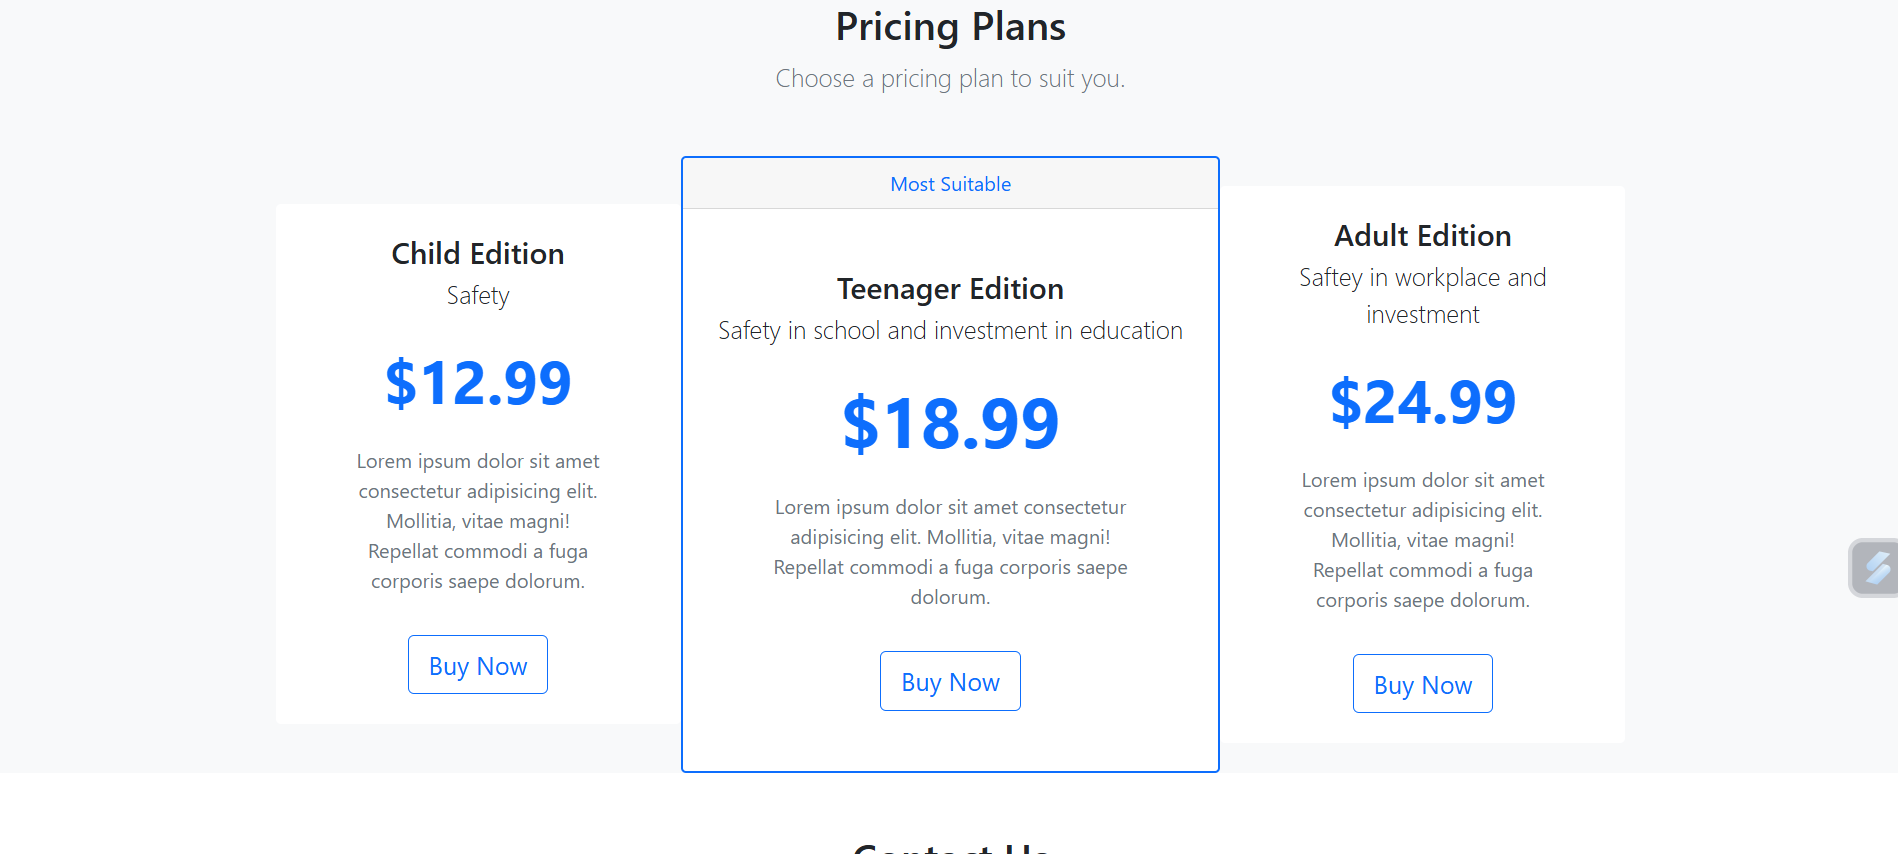 Pricing Plans
Choose a pricing plan to suit you.
Child Edition
Safety
$12.99
Lorem ipsum dolor sit amet
consectetur adipisicing elit.
Mollitia, vitae magni!
Repellat commodi a fuga
corporis saepe dolorum.
Buy Now
Most Suitable
Teenager Edition
Safety in school and investment in education
$18.99
Lorem ipsum dolor sit amet consectetur
adipisicing elit. Mollitia, vitae magni!
Repellat commodi a fuga corporis saepe
dolorum.
Buy Now
Adult Edition
Saftey in workplace and
investment
$24.99
Lorem ipsum dolor sit amet
consectetur adipisicing elit.
Mollitia, vitae magni!
Repellat commodi a fuga
corporis saepe dolorum.
Buy Now
Contact Us